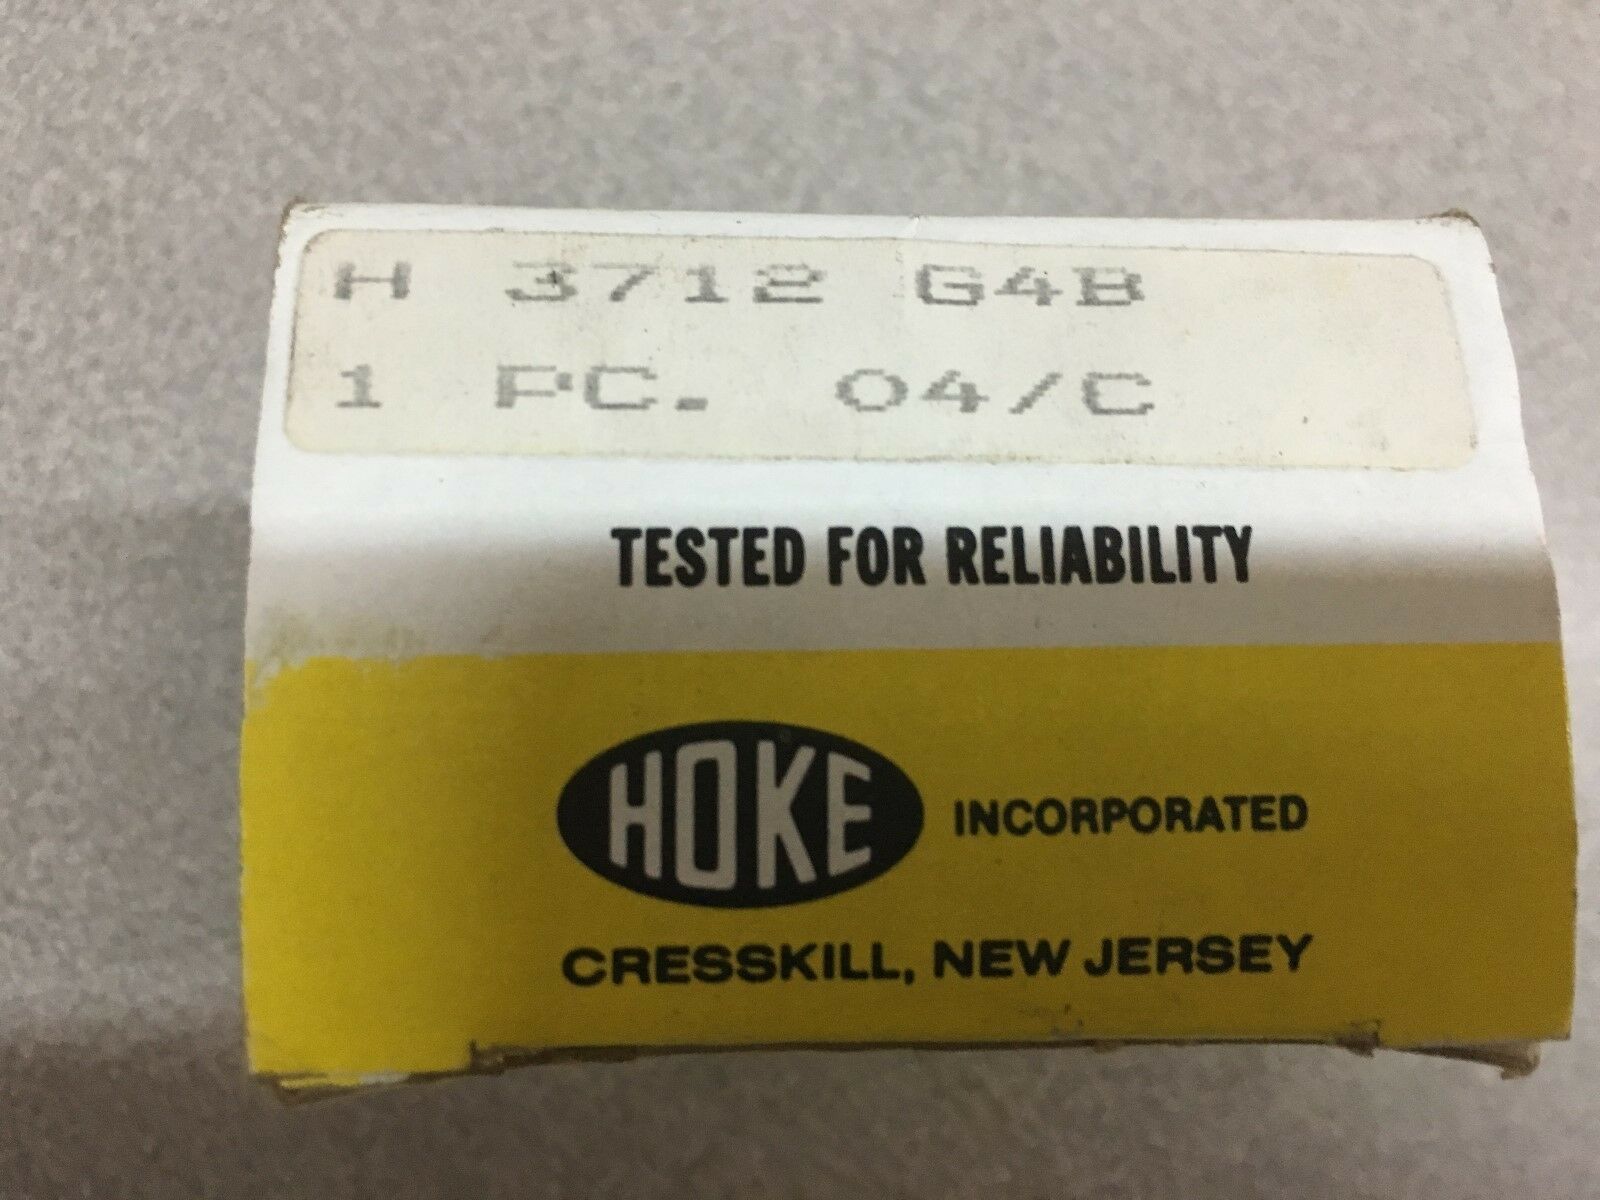 H 3712 G4B
1 PC. 04/C
TESTED FOR RELIABILITY
HOKE INCORPORATED
CRESSKILL, NEW JERSEY